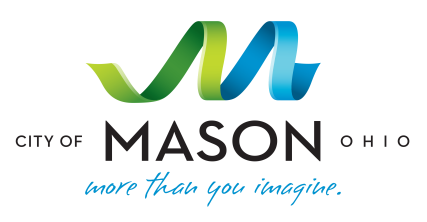 CITY OF MASON OHIO
more than you imagine.